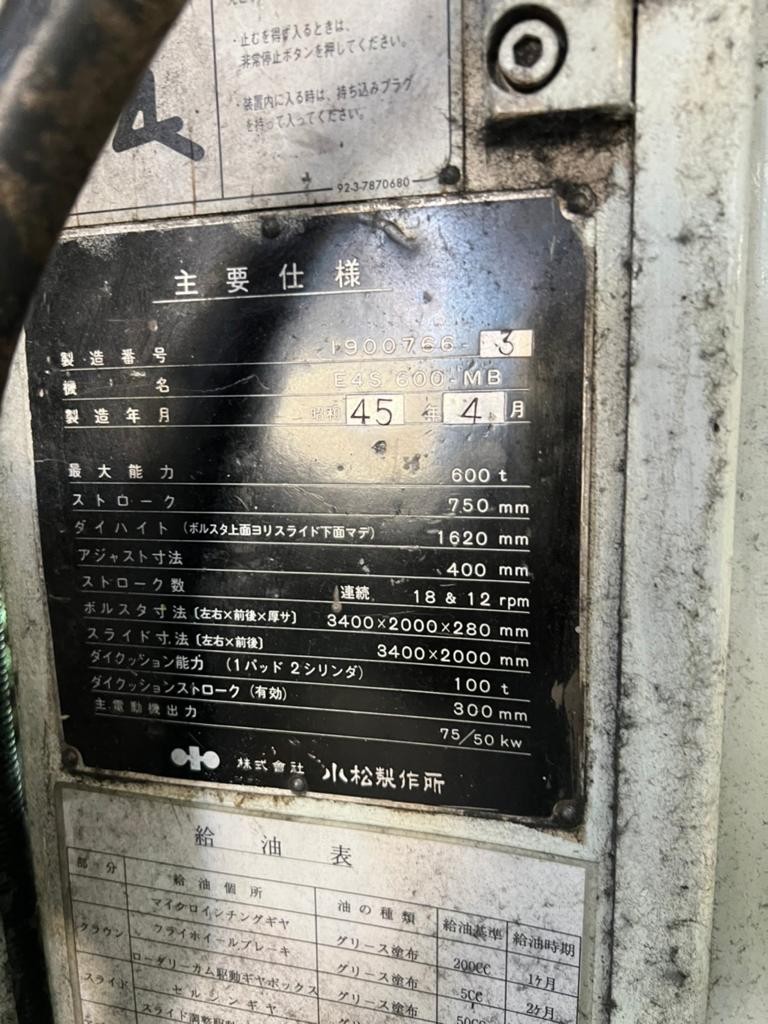 ・止むを得ず入るときは、
非常停止ボタンを押してください。
・装置内に入る時は、持ち込みプラグ
を持って入ってください。
92-3-7870680
主要仕様
製造番号 1900766-3
機名 E4S 600-MB
製造年月 昭和45年4月
最大能力 600 t
ストローク 750 mm
ダイハイト (ボルスタ上面ヨリスライド下面マデ) 1620 mm
アジャスト寸法 400 mm
ストローク数 連続 18 & 12 rpm
ボルスタ寸法〔左右×前後×厚サ〕 3400×2000×280 mm
スライド寸法〔左右×前後〕 3400×2000 mm
ダイクッション能力 (1パッド 2シリンダ) 100 t
ダイクッションストローク (有効) 300 mm
主電動機出力 75/50 kw
株式會社 小松製作所
給油表
部分 給油個所 油の種類 給油基準 給油時期
マイクロインチングギヤ グリース塗布 200cc 1ヶ月
クラウン フライホイールブレーキ グリース塗布 5cc 2ヶ月
ローダリーカム駆動ギヤボックス グリース塗布 50cc
スライド セルシンギヤ
スライド調整駆動